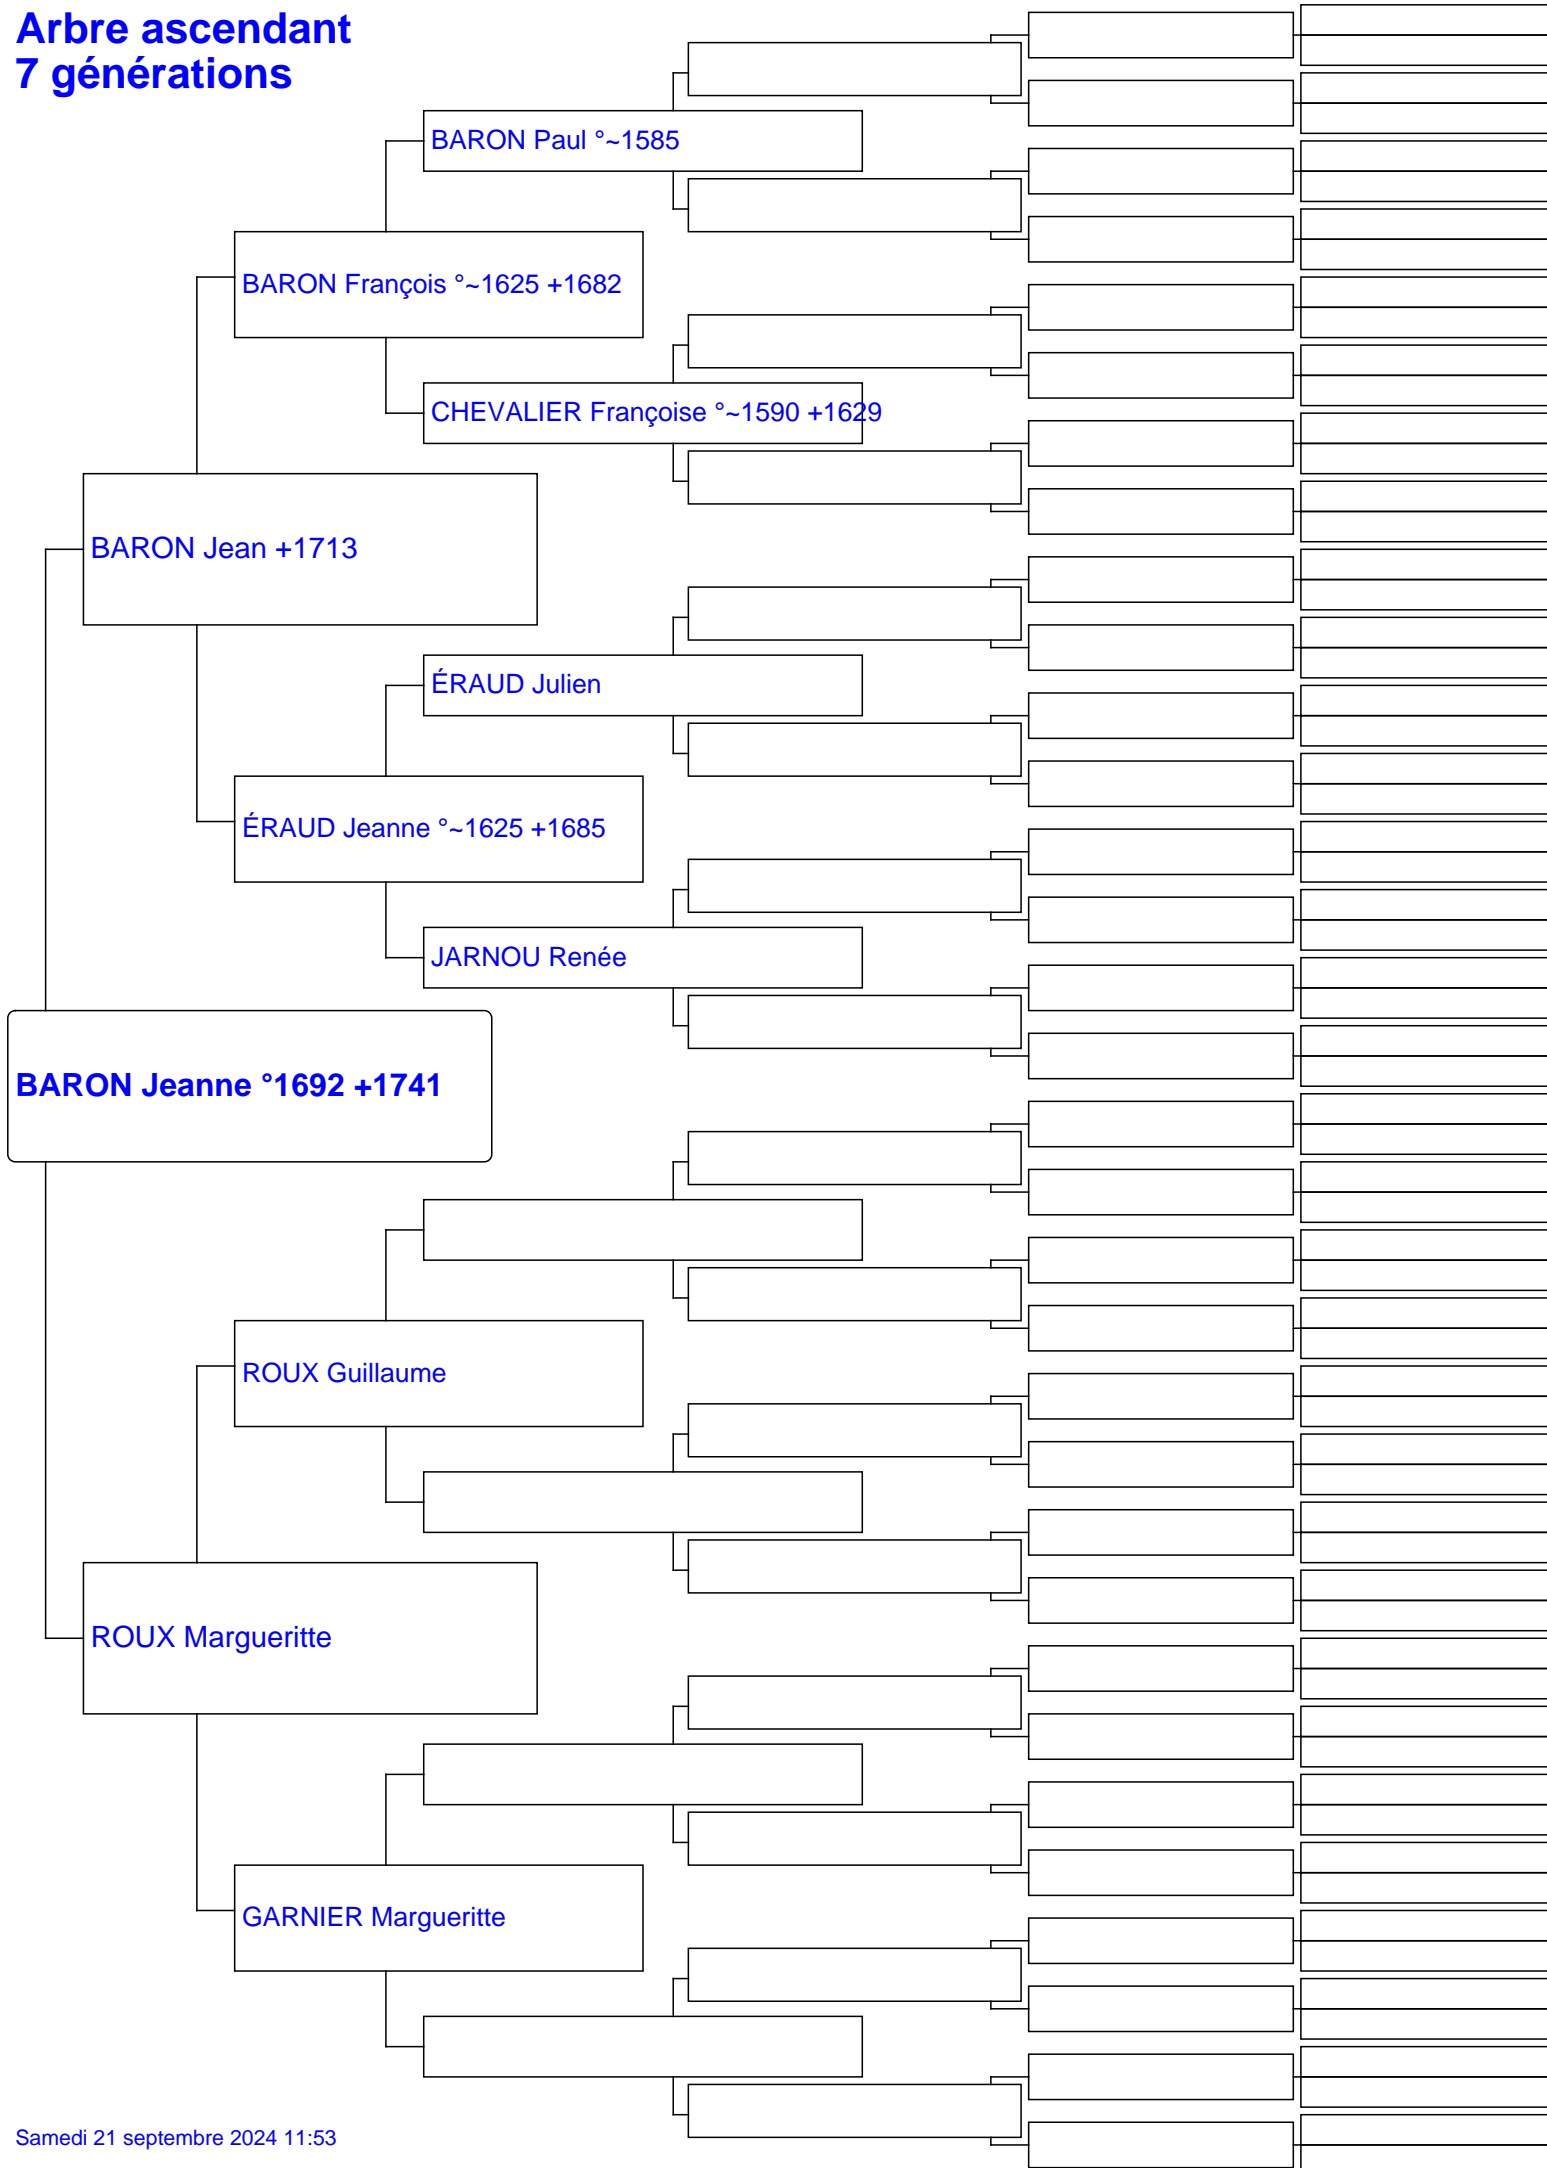 Arbre ascendant
7 générations
BARON Paul °~1585
BARON François °~1625 +1682
CHEVALIER Françoise °~1590 +1629
BARON Jean +1713
ÉRAUD Julien
ÉRAUD Jeanne °~1625 +1685
JARNOU Renée
BARON Jeanne °1692 +1741
ROUX Guillaume
ROUX Margueritte
GARNIER Margueritte
Samedi 21 septembre 2024 11:53